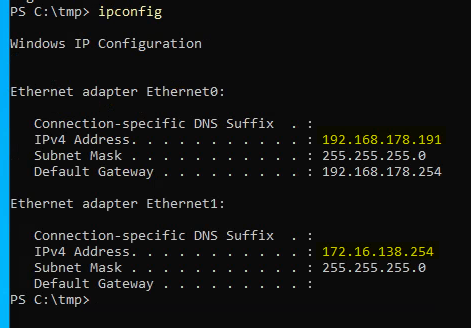 PS C:\tmp> ipconfig
Windows IP Configuration
Ethernet adapter Ethernet0:
Connection-specific DNS Suffix  . :
IPv4 Address. . . . . . . . . . . : 192.168.178.191
Subnet Mask . . . . . . . . . . . : 255.255.255.0
Default Gateway . . . . . . . . . : 192.168.178.254
Ethernet adapter Ethernet1:
Connection-specific DNS Suffix  . :
IPv4 Address. . . . . . . . . . . : 172.16.138.254
Subnet Mask . . . . . . . . . . . : 255.255.255.0
Default Gateway . . . . . . . . . :
PS C:\tmp>